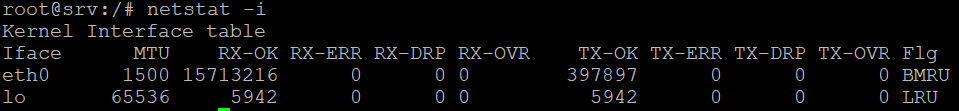 root@srv:/# netstat -i
Kernel Interface table
Iface      MTU    RX-OK RX-ERR RX-DRP RX-OVR    TX-OK TX-ERR TX-DRP TX-OVR Flg
eth0      1500 15713216      0      0 0        397897      0      0      0 BMRU
lo       65536     5942      0      0 0          5942      0      0      0 LRU